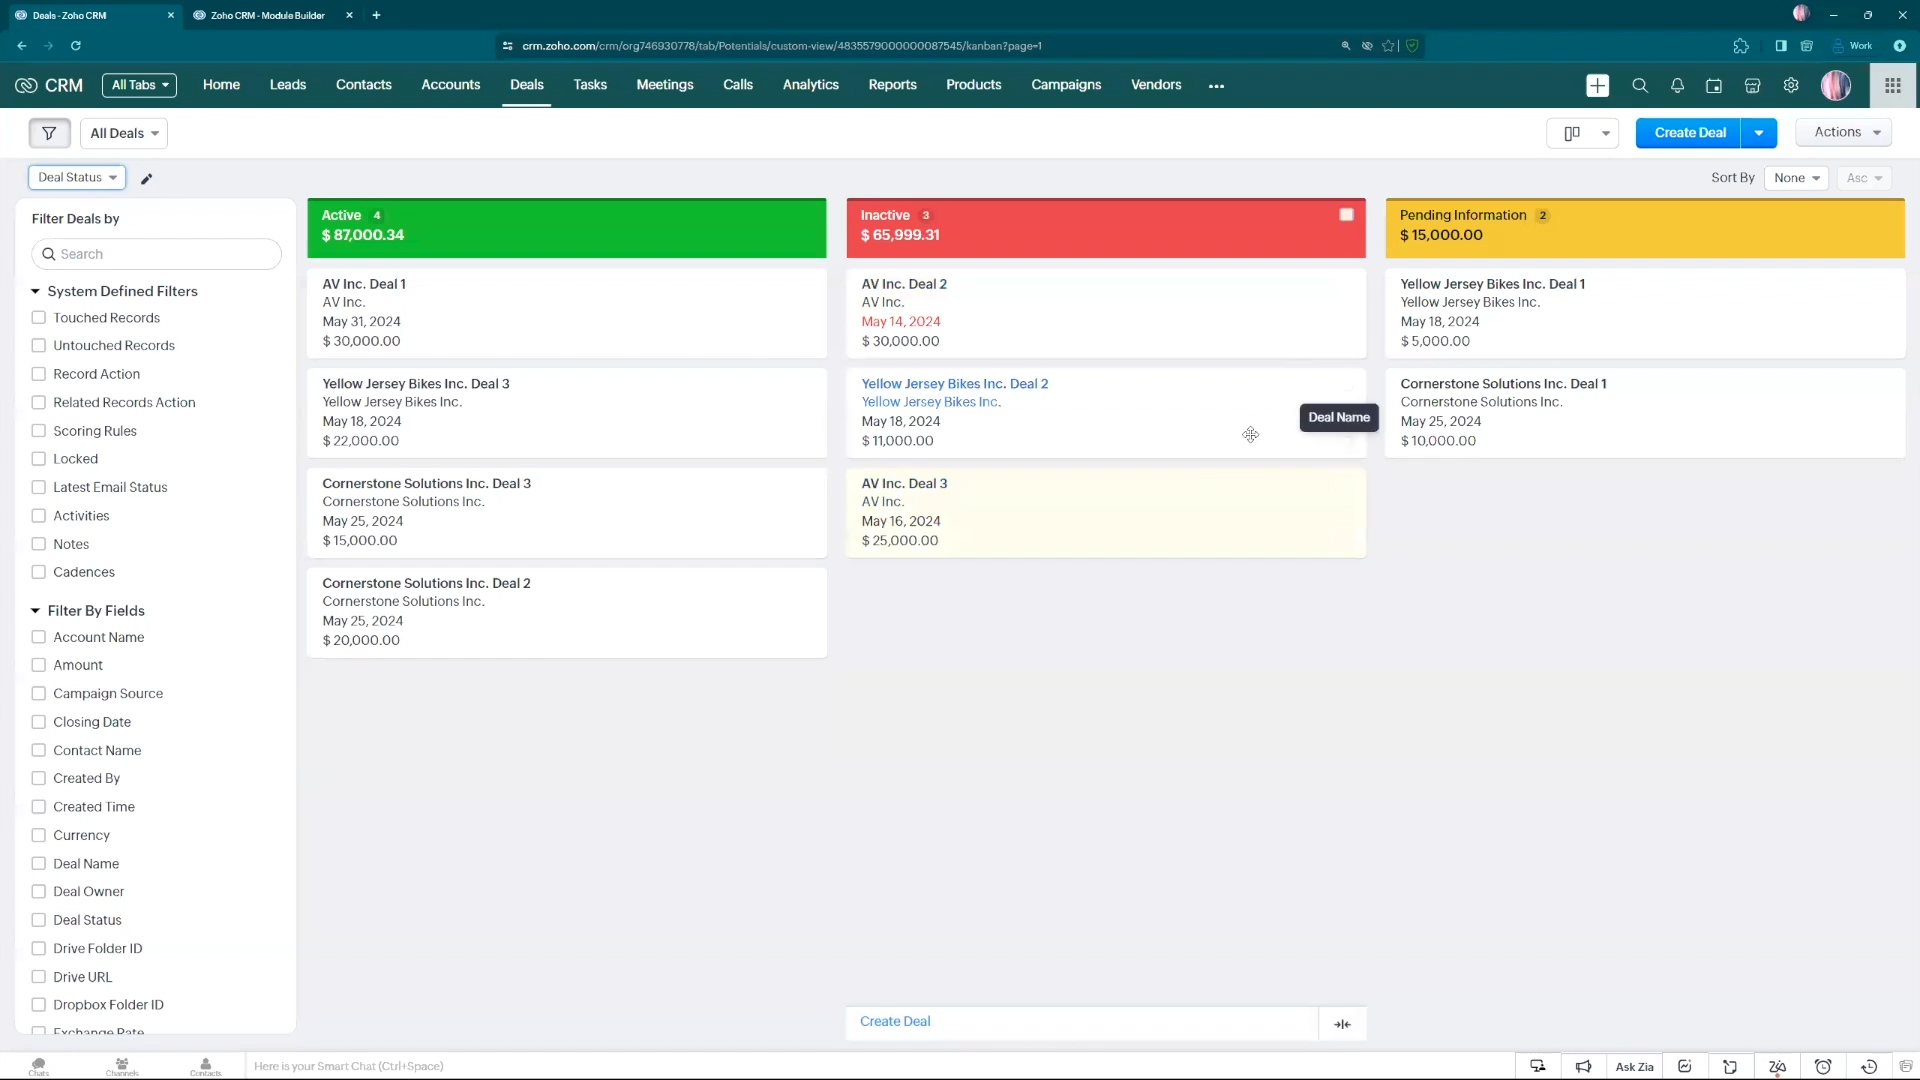 Deals - Zoho CRM
Zoho CRM - Module Builder
crm.zoho.com/crm/org746930778/tab/Potentials/custom-view/4835579000000087545/kanban?page=1
Work
CRM
All Tabs
Home
Leads
Contacts
Accounts
Deals
Tasks
Meetings
Calls
Analytics
Reports
Products
Campaigns
Vendors
All Deals
Create Deal
Actions
Deal Status
Sort By
None
Asc
Filter Deals by
Search
System Defined Filters
Touched Records
Untouched Records
Record Action
Related Records Action
Scoring Rules
Locked
Latest Email Status
Activities
Notes
Cadences
Filter By Fields
Account Name
Amount
Campaign Source
Closing Date
Contact Name
Created By
Created Time
Currency
Deal Name
Deal Owner
Deal Status
Drive Folder ID
Drive URL
Dropbox Folder ID
Exchange Rate
Active 4
$ 87,000.34
AV Inc. Deal 1
AV Inc.
May 31, 2024
$ 30,000.00
Yellow Jersey Bikes Inc. Deal 3
Yellow Jersey Bikes Inc.
May 18, 2024
$ 22,000.00
Cornerstone Solutions Inc. Deal 3
Cornerstone Solutions Inc.
May 25, 2024
$ 15,000.00
Cornerstone Solutions Inc. Deal 2
Cornerstone Solutions Inc.
May 25, 2024
$ 20,000.00
Inactive 3
$ 65,999.31
AV Inc. Deal 2
AV Inc.
May 14, 2024
$ 30,000.00
Yellow Jersey Bikes Inc. Deal 2
Yellow Jersey Bikes Inc.
May 18, 2024
$ 11,000.00
Deal Name
AV Inc. Deal 3
AV Inc.
May 16, 2024
$ 25,000.00
Create Deal
Pending Information 2
$ 15,000.00
Yellow Jersey Bikes Inc. Deal 1
Yellow Jersey Bikes Inc.
May 18, 2024
$ 5,000.00
Cornerstone Solutions Inc. Deal 1
Cornerstone Solutions Inc.
May 25, 2024
$ 10,000.00
Chats
Channels
Contacts
Here is your Smart Chat (Ctrl+Space)
Ask Zia